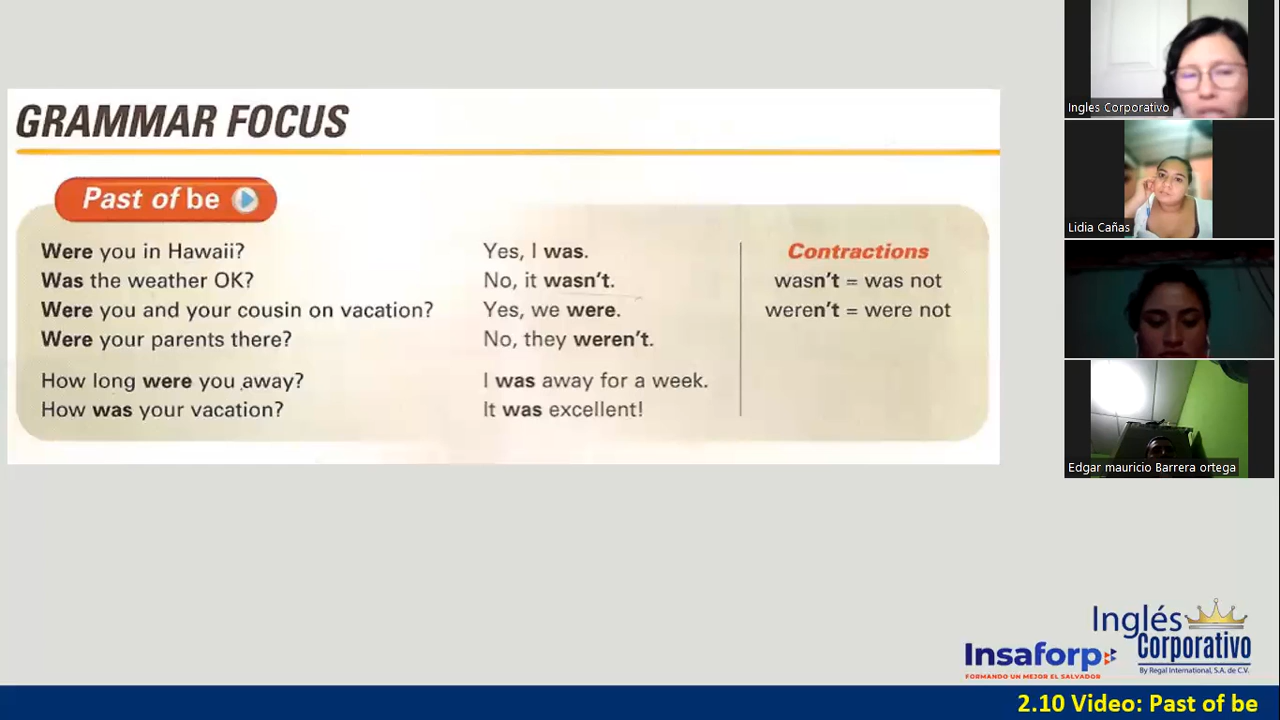 GRAMMAR FOCUS
Past of be
Were you in Hawaii? Yes, I was. Contractions
Was the weather OK? No, it wasn't. wasn't = was not
Were you and your cousin on vacation? Yes, we were. weren't = were not
Were your parents there? No, they weren't.
How long were you away? I was away for a week.
How was your vacation? It was excellent!
Ingles Corporativo
Lidia Cañas
Edgar mauricio Barrera ortega
Inglés
Corporativo
By Regal International, S.A. de C.V.
Insaforp
FORMANDO UN MEJOR EL SALVADOR
2.10 Video: Past of be